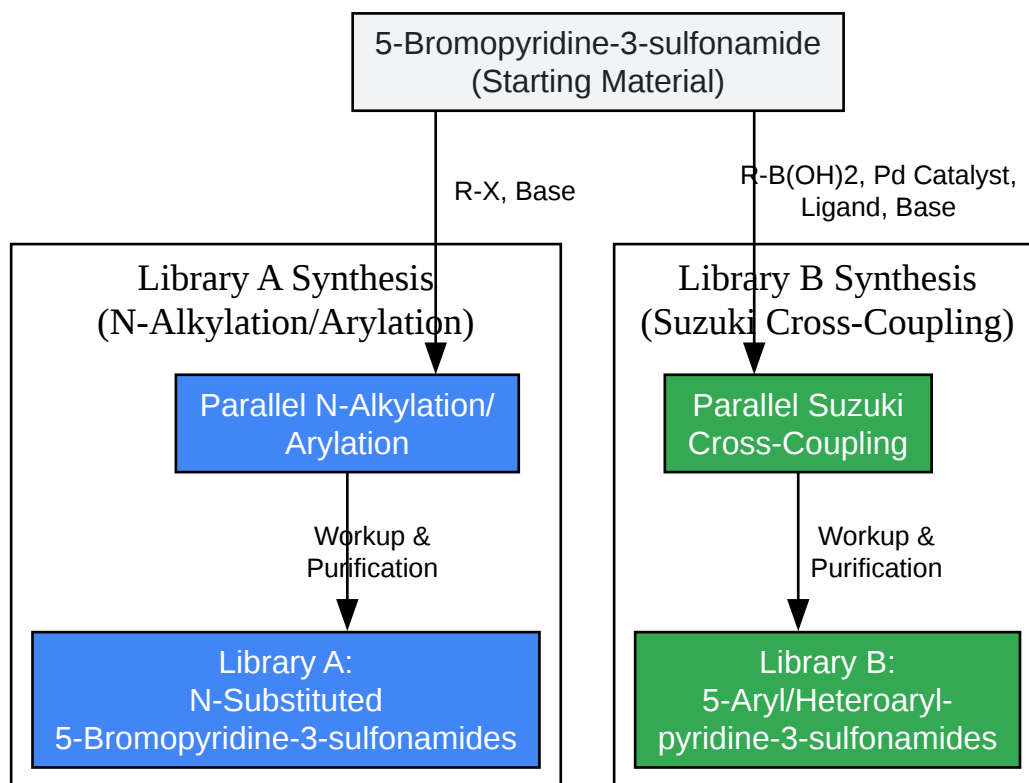 5-Bromopyridine-3-sulfonamide
(Starting Material)
R-X, Base
R-B(OH)2, Pd Catalyst,
Ligand, Base
Library A Synthesis
(N-Alkylation/Arylation)
Parallel N-Alkylation/
Arylation
Workup &
Purification
Library A:
N-Substituted
5-Bromopyridine-3-sulfonamides
Library B Synthesis
(Suzuki Cross-Coupling)
Parallel Suzuki
Cross-Coupling
Workup &
Purification
Library B:
5-Aryl/Heteroaryl-
pyridine-3-sulfonamides